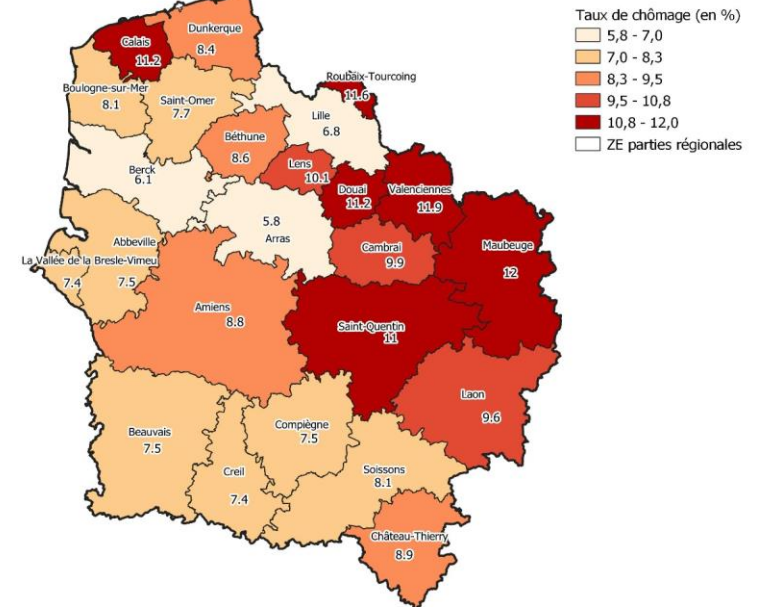 Taux de chômage (en %)
5,8 - 7,0
7,0 - 8,3
8,3 - 9,5
9,5 - 10,8
10,8 - 12,0
ZE parties régionales
Dunkerque
8.4
Calais
11.2
Boulogne-sur-Mer
8.1
Saint-Omer
7.7
Roubaix-Tourcoing
11.6
Lille
6.8
Béthune
8.6
Lens
10.1
Berck
6.1
Douai
11.2
Valenciennes
11.9
5.8
Arras
Cambrai
9.9
Maubeuge
12
Abbeville
7.5
La Vallée de la Bresle-Vimeu
7.4
Amiens
8.8
Saint-Quentin
11
Laon
9.6
Beauvais
7.5
Compiègne
7.5
Creil
7.4
Soissons
8.1
Château-Thierry
8.9